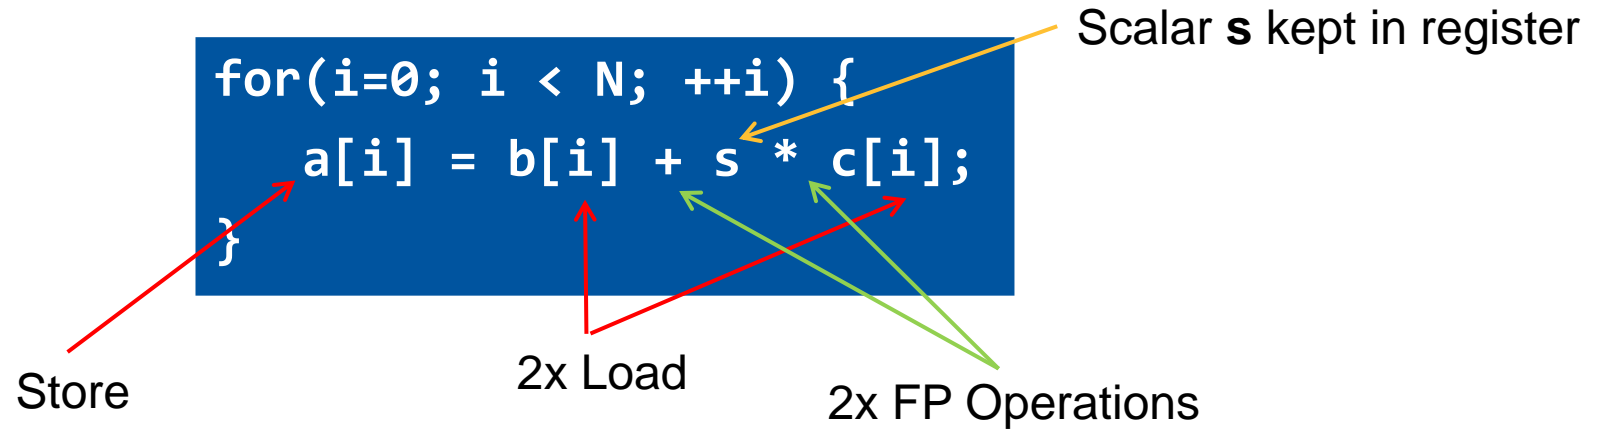 Scalar s kept in register
for(i=0; i < N; ++i) {
a[i] = b[i] + s * c[i];
}
Store
2x Load
2x FP Operations